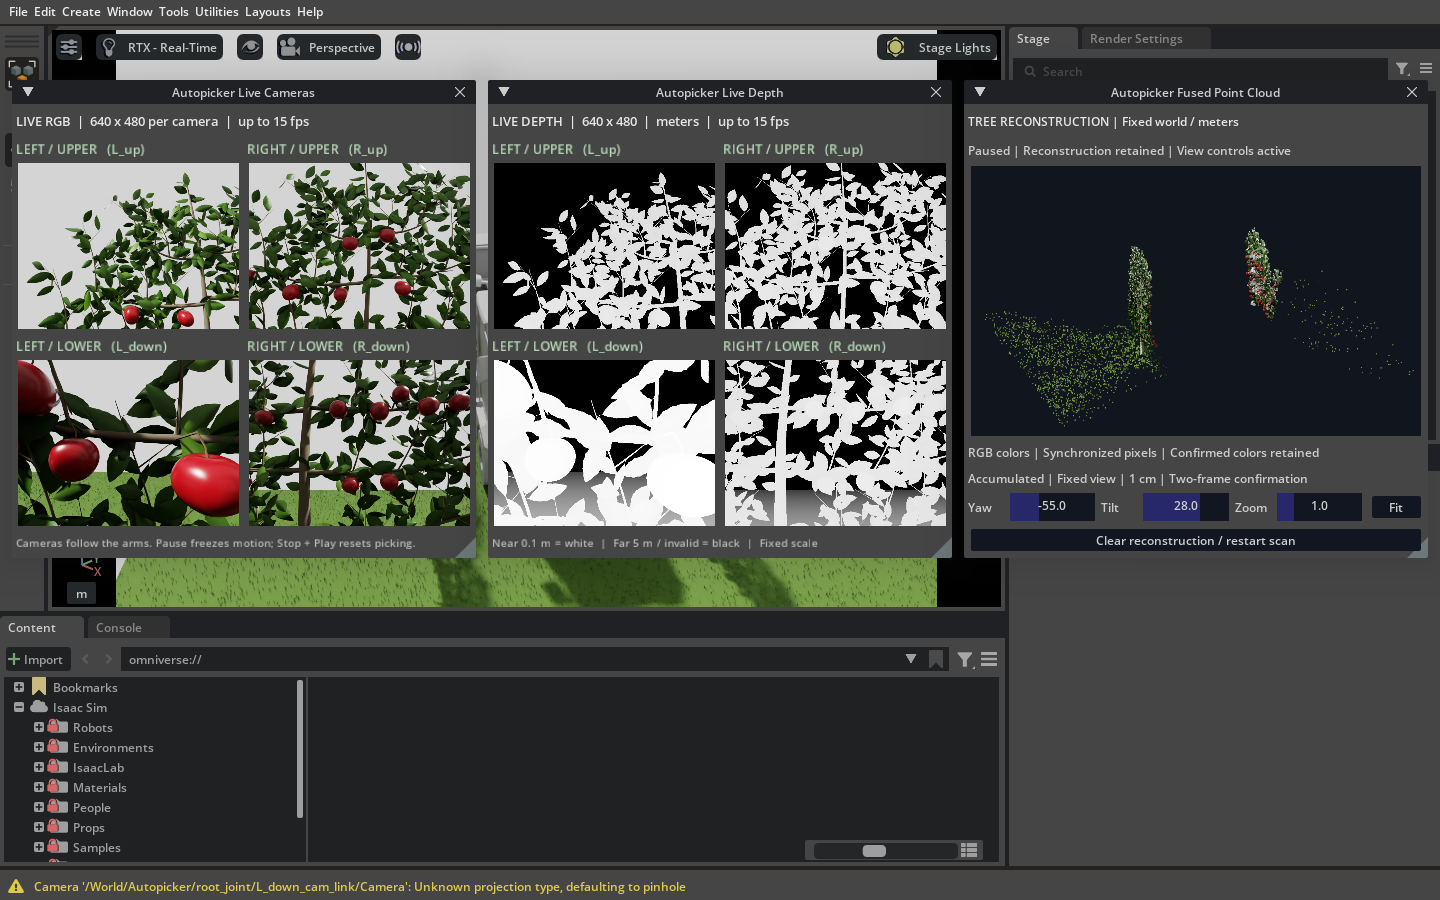 File Edit Create Window Tools Utilities Layouts Help
RTX - Real-Time
Perspective
Stage Lights
Stage
Render Settings
Search
Autopicker Live Cameras
LIVE RGB | 640 x 480 per camera | up to 15 fps
LEFT / UPPER (L_up)
RIGHT / UPPER (R_up)
LEFT / LOWER (L_down)
RIGHT / LOWER (R_down)
Cameras follow the arms. Pause freezes motion; Stop + Play resets picking.
Autopicker Live Depth
LIVE DEPTH | 640 x 480 | meters | up to 15 fps
LEFT / UPPER (L_up)
RIGHT / UPPER (R_up)
LEFT / LOWER (L_down)
RIGHT / LOWER (R_down)
Near 0.1 m = white | Far 5 m / invalid = black | Fixed scale
Autopicker Fused Point Cloud
TREE RECONSTRUCTION | Fixed world / meters
Paused | Reconstruction retained | View controls active
RGB colors | Synchronized pixels | Confirmed colors retained
Accumulated | Fixed view | 1 cm | Two-frame confirmation
Yaw -55.0 Tilt 28.0 Zoom 1.0 Fit
Clear reconstruction / restart scan
X
m
Content
Console
Import
omniverse://
Bookmarks
Isaac Sim
Robots
Environments
IsaacLab
Materials
People
Props
Samples
Camera '/World/Autopicker/root_joint/L_down_cam_link/Camera': Unknown projection type, defaulting to pinhole